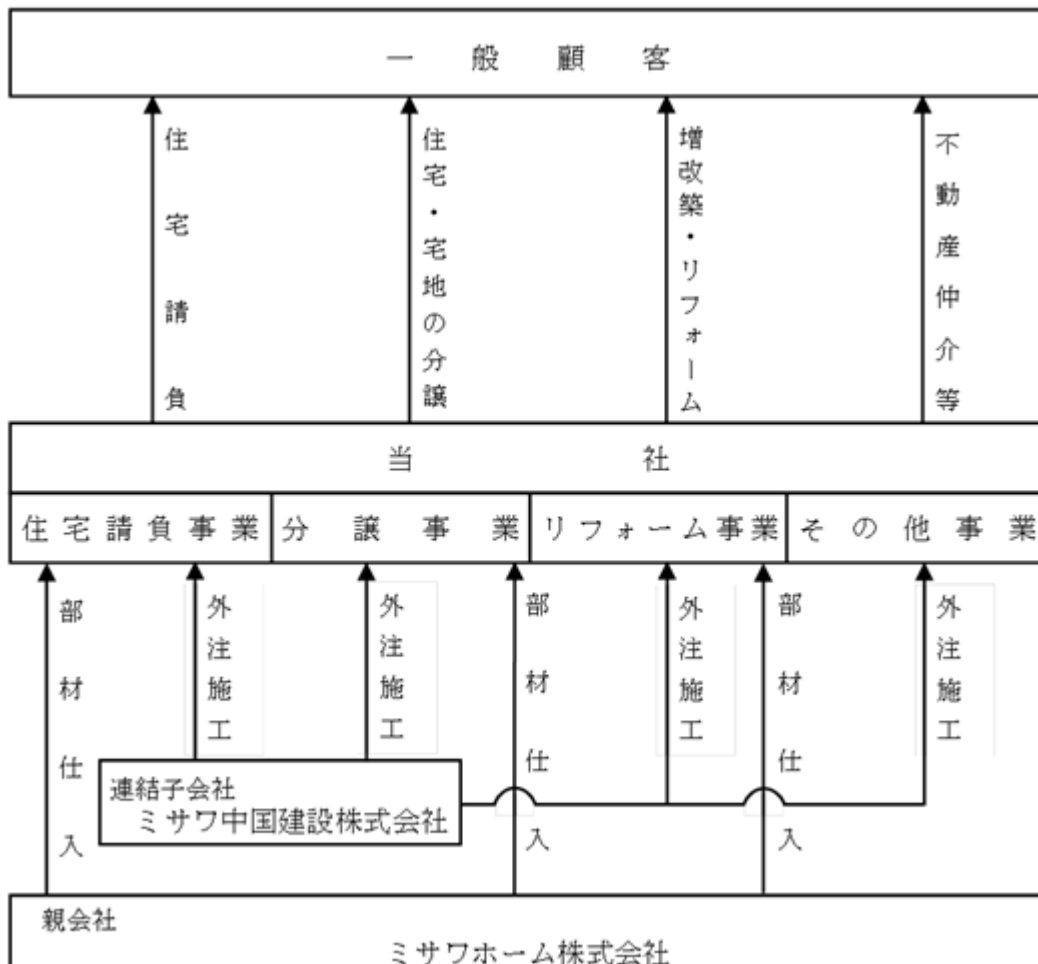 一般顧客
住宅請負
住宅・宅地の分譲
増改築・リフォーム
不動産仲介等
当社
住宅請負事業
分譲事業
リフォーム事業
その他事業
部材仕入
外注施工
外注施工
部材仕入
外注施工
部材仕入
外注施工
連結子会社
ミサワ中国建設株式会社
親会社
ミサワホーム株式会社